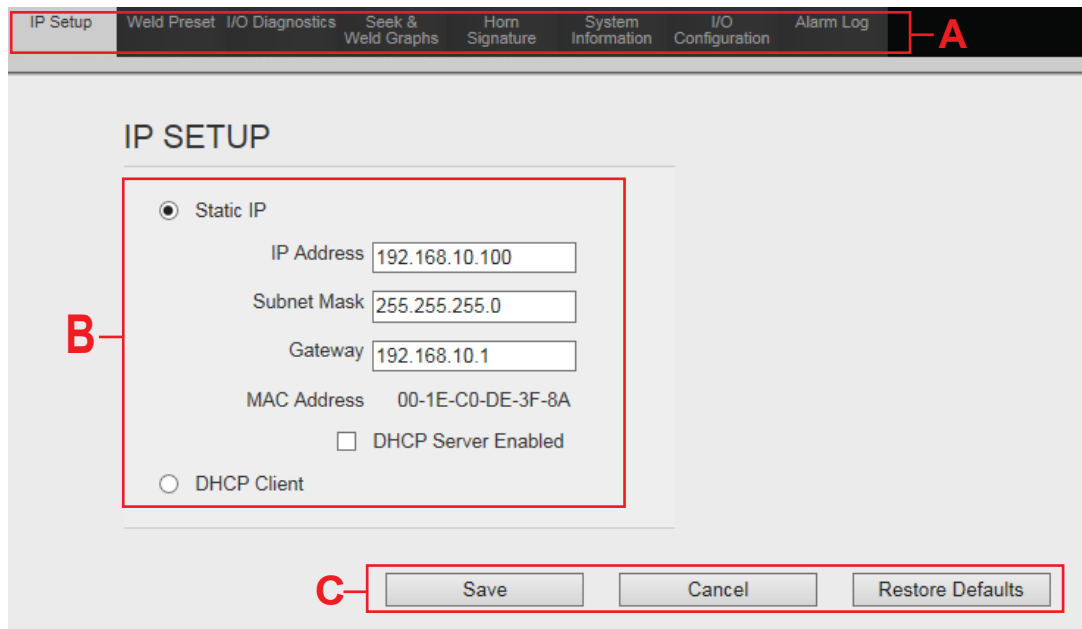 IP Setup Weld Preset I/O Diagnostics Seek & Horn System I/O Alarm Log
Weld Graphs Signature Information Configuration
A
IP SETUP
Static IP
IP Address 192.168.10.100
Subnet Mask 255.255.255.0
B
Gateway 192.168.10.1
MAC Address 00-1E-C0-DE-3F-8A
DHCP Server Enabled
DHCP Client
C
Save Cancel Restore Defaults